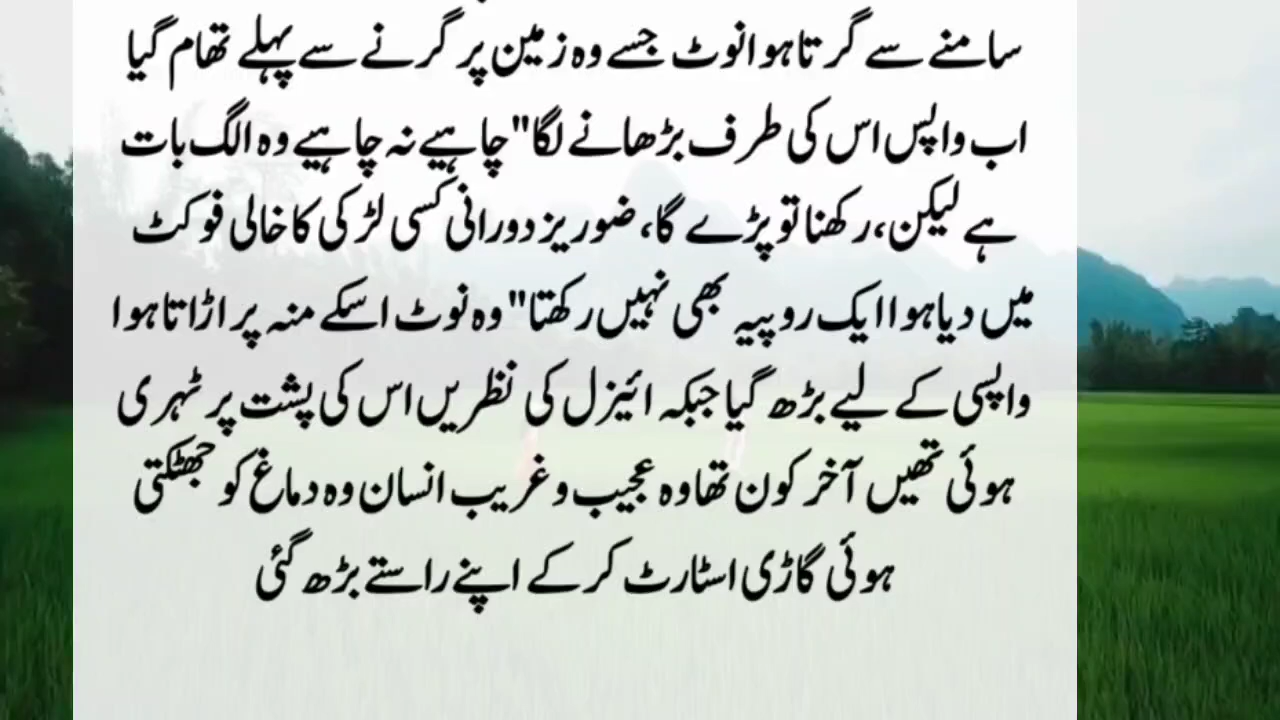 سامنے سے گرتا ہوا نوٹ جسے وہ زمین پر گرنے سے پہلے تھام گیا
اب واپس اس کی طرف بڑھانے لگا"چاہیے نہ چاہیے وہ الگ بات
ہے لیکن، رکھنا تو پڑے گا، ضوریز دورانی کسی لڑکی کا خالی فوکٹ
میں دیا ہوا ایک روپیہ بھی نہیں رکھتا" وہ نوٹ اسکے منہ پر اڑاتا ہوا
واپسی کے لیے بڑھ گیا جبکہ ائیزل کی نظریں اس کی پشت پر ٹہری
ہوئی تھیں آخر کون تھا وہ عجیب و غریب انسان وہ دماغ کو جھٹکتی
ہوئی گاڑی اسٹارٹ کر کے اپنے راستے بڑھ گئی